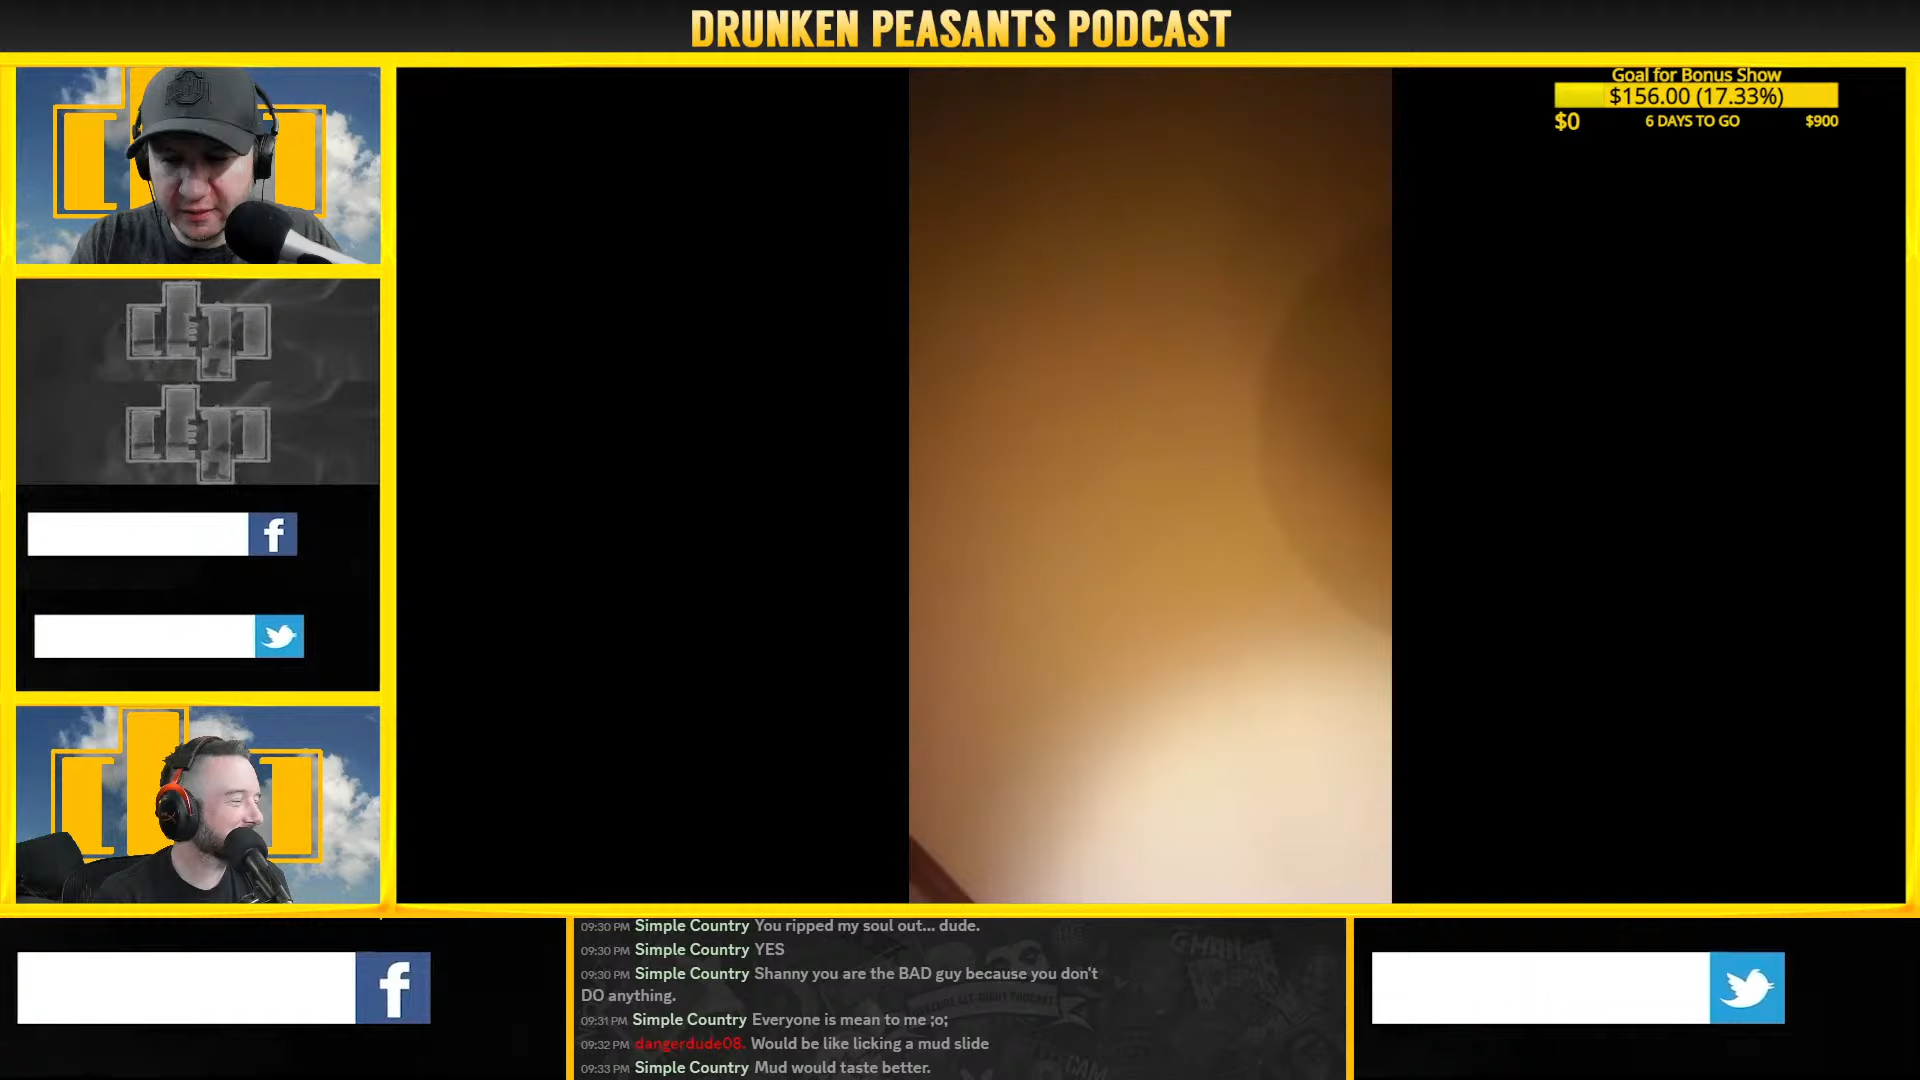 DRUNKEN PEASANTS PODCAST
Goal for Bonus Show
$156.00 (17.33%)
$0 6 DAYS TO GO $900
09:30 PM Simple Country You ripped my soul out... dude.
09:30 PM Simple Country YES
09:30 PM Simple Country Shanny you are the BAD guy because you don't
DO anything.
09:31 PM Simple Country Everyone is mean to me ;o;
09:32 PM dangerdude08. Would be like licking a mud slide
09:33 PM Simple Country Mud would taste better.